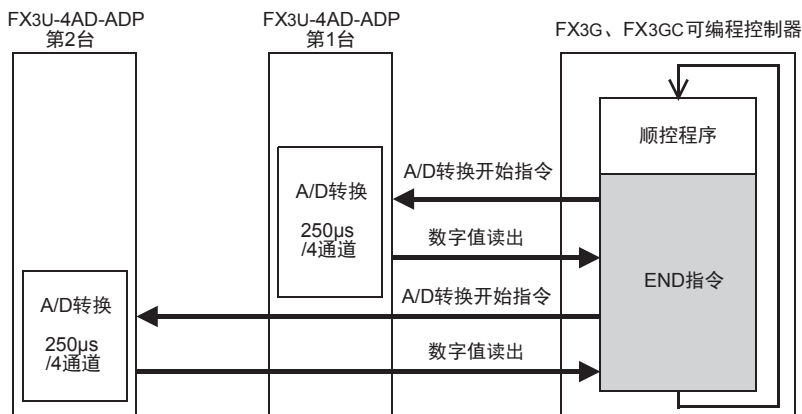 FX3U-4AD-ADP
第2台
FX3U-4AD-ADP
第1台
FX3G、FX3GC可编程控制器
顺控程序
A/D转换开始指令
A/D转换
250μs
/4通道
数字值读出
END指令
A/D转换开始指令
A/D转换
250μs
/4通道
数字值读出